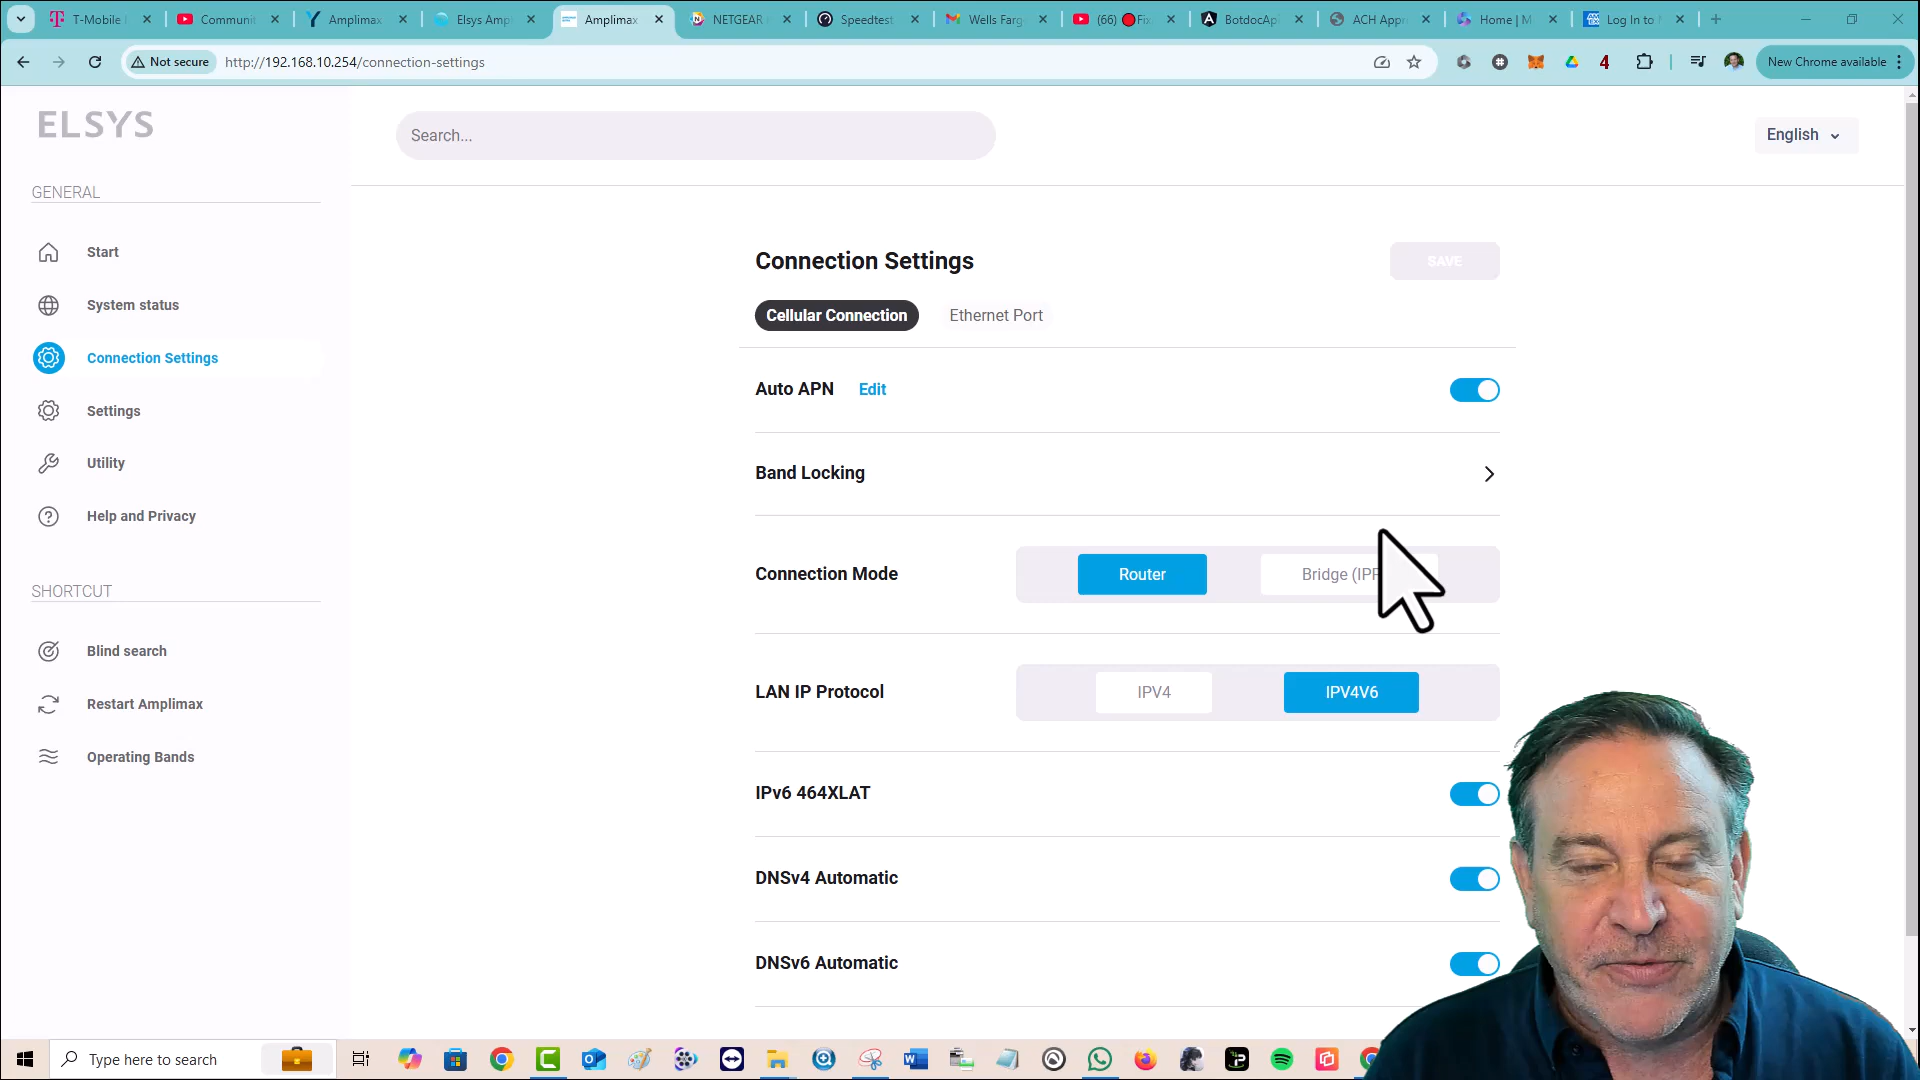 T-Mobile
Communit
Amplimax
Elsys Amp
Amplimax
NETGEAR
Speedtest
Wells Farg
(66) Fix
BotdocAp
ACH Appr
Home | M
Log In to
Not secure
http://192.168.10.254/connection-settings
New Chrome available
ELSYS
Search...
English
GENERAL
Start
System status
Connection Settings
Settings
Utility
Help and Privacy
SHORTCUT
Blind search
Restart Amplimax
Operating Bands
Connection Settings
SAVE
Cellular Connection
Ethernet Port
Auto APN Edit
Band Locking
Connection Mode
Router
Bridge (IPP
LAN IP Protocol
IPV4
IPV4V6
IPv6 464XLAT
DNSv4 Automatic
DNSv6 Automatic
Type here to search